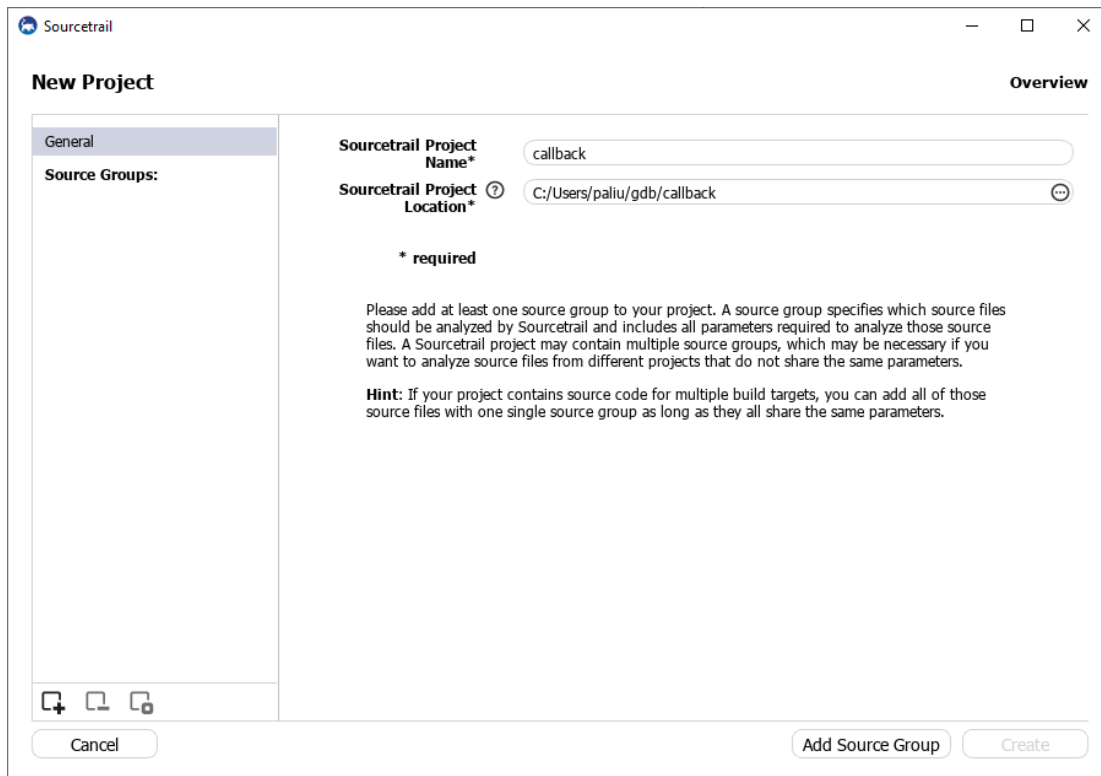 Sourcetrail
New Project
Overview
General
Source Groups:
Sourcetrail Project
Name*
callback
Sourcetrail Project
Location*
?
C:/Users/paliu/gdb/callback
* required
Please add at least one source group to your project. A source group specifies which source files
should be analyzed by Sourcetrail and includes all parameters required to analyze those source
files. A Sourcetrail project may contain multiple source groups, which may be necessary if you
want to analyze source files from different projects that do not share the same parameters.
Hint: If your project contains source code for multiple build targets, you can add all of those
source files with one single source group as long as they all share the same parameters.
Cancel
Add Source Group
Create